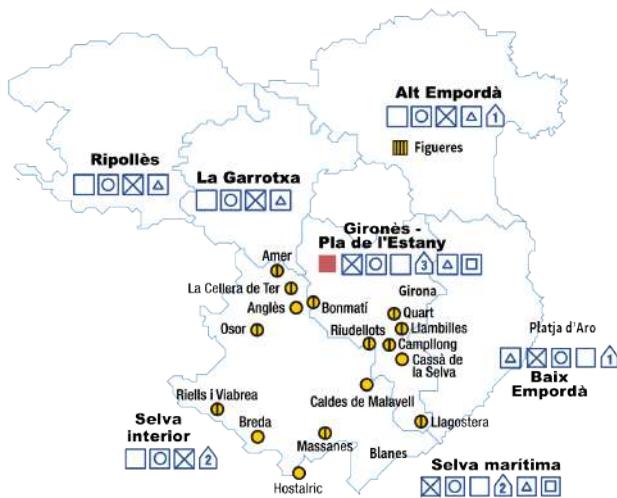 Alt Empordà
1
Figueres
Ripollès
La Garrotxa
Gironès -
Pla de l'Estany
3
Amer
La Cellera de Ter
Anglès
Bonmatí
Osor
Girona
Quart
Llambilles
Riudellots
Campllong
Cassà de
la Selva
Platja d'Aro
1
Baix
Empordà
Caldes de Malavell
Riells i Viabrea
Llagostera
Selva
interior
2
Breda
Massanes
Blanes
Hostalric
Selva marítima
2